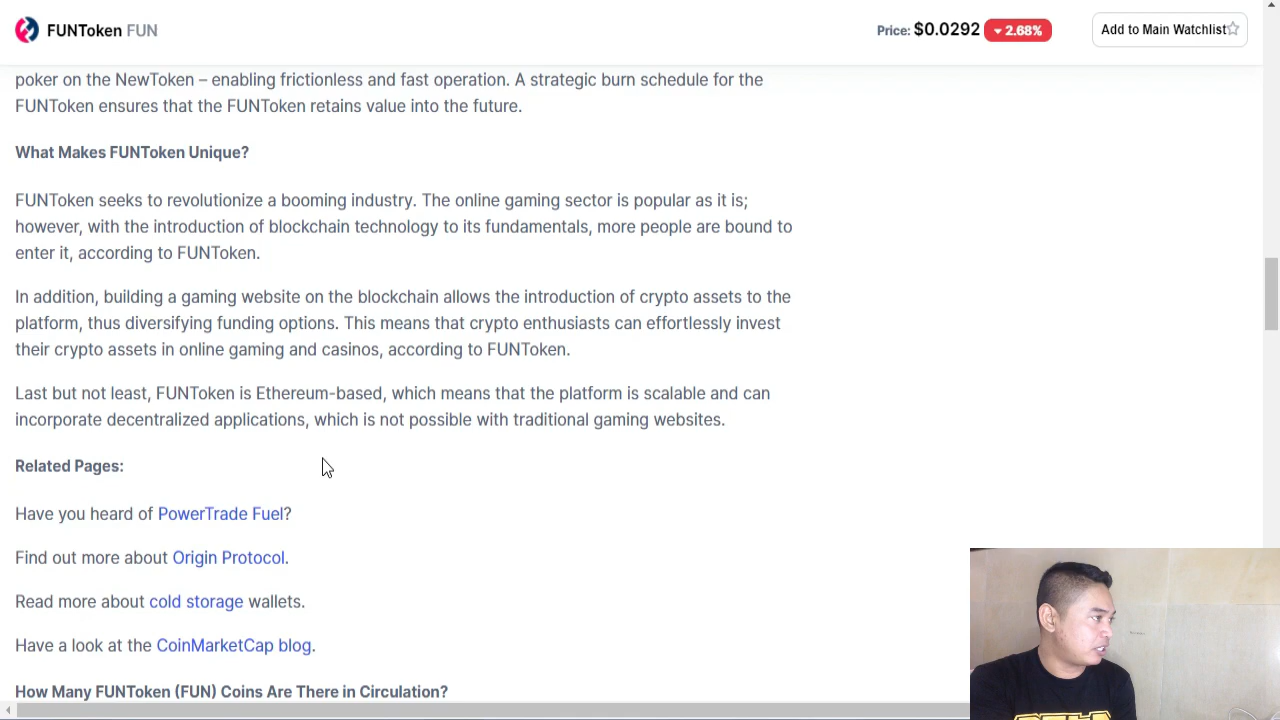 FUNToken FUN
Price: $0.0292 2.68%
Add to Main Watchlist
poker on the NewToken – enabling frictionless and fast operation. A strategic burn schedule for the
FUNToken ensures that the FUNToken retains value into the future.
What Makes FUNToken Unique?
FUNToken seeks to revolutionize a booming industry. The online gaming sector is popular as it is;
however, with the introduction of blockchain technology to its fundamentals, more people are bound to
enter it, according to FUNToken.
In addition, building a gaming website on the blockchain allows the introduction of crypto assets to the
platform, thus diversifying funding options. This means that crypto enthusiasts can effortlessly invest
their crypto assets in online gaming and casinos, according to FUNToken.
Last but not least, FUNToken is Ethereum-based, which means that the platform is scalable and can
incorporate decentralized applications, which is not possible with traditional gaming websites.
Related Pages:
Have you heard of PowerTrade Fuel?
Find out more about Origin Protocol.
Read more about cold storage wallets.
Have a look at the CoinMarketCap blog.
How Many FUNToken (FUN) Coins Are There in Circulation?